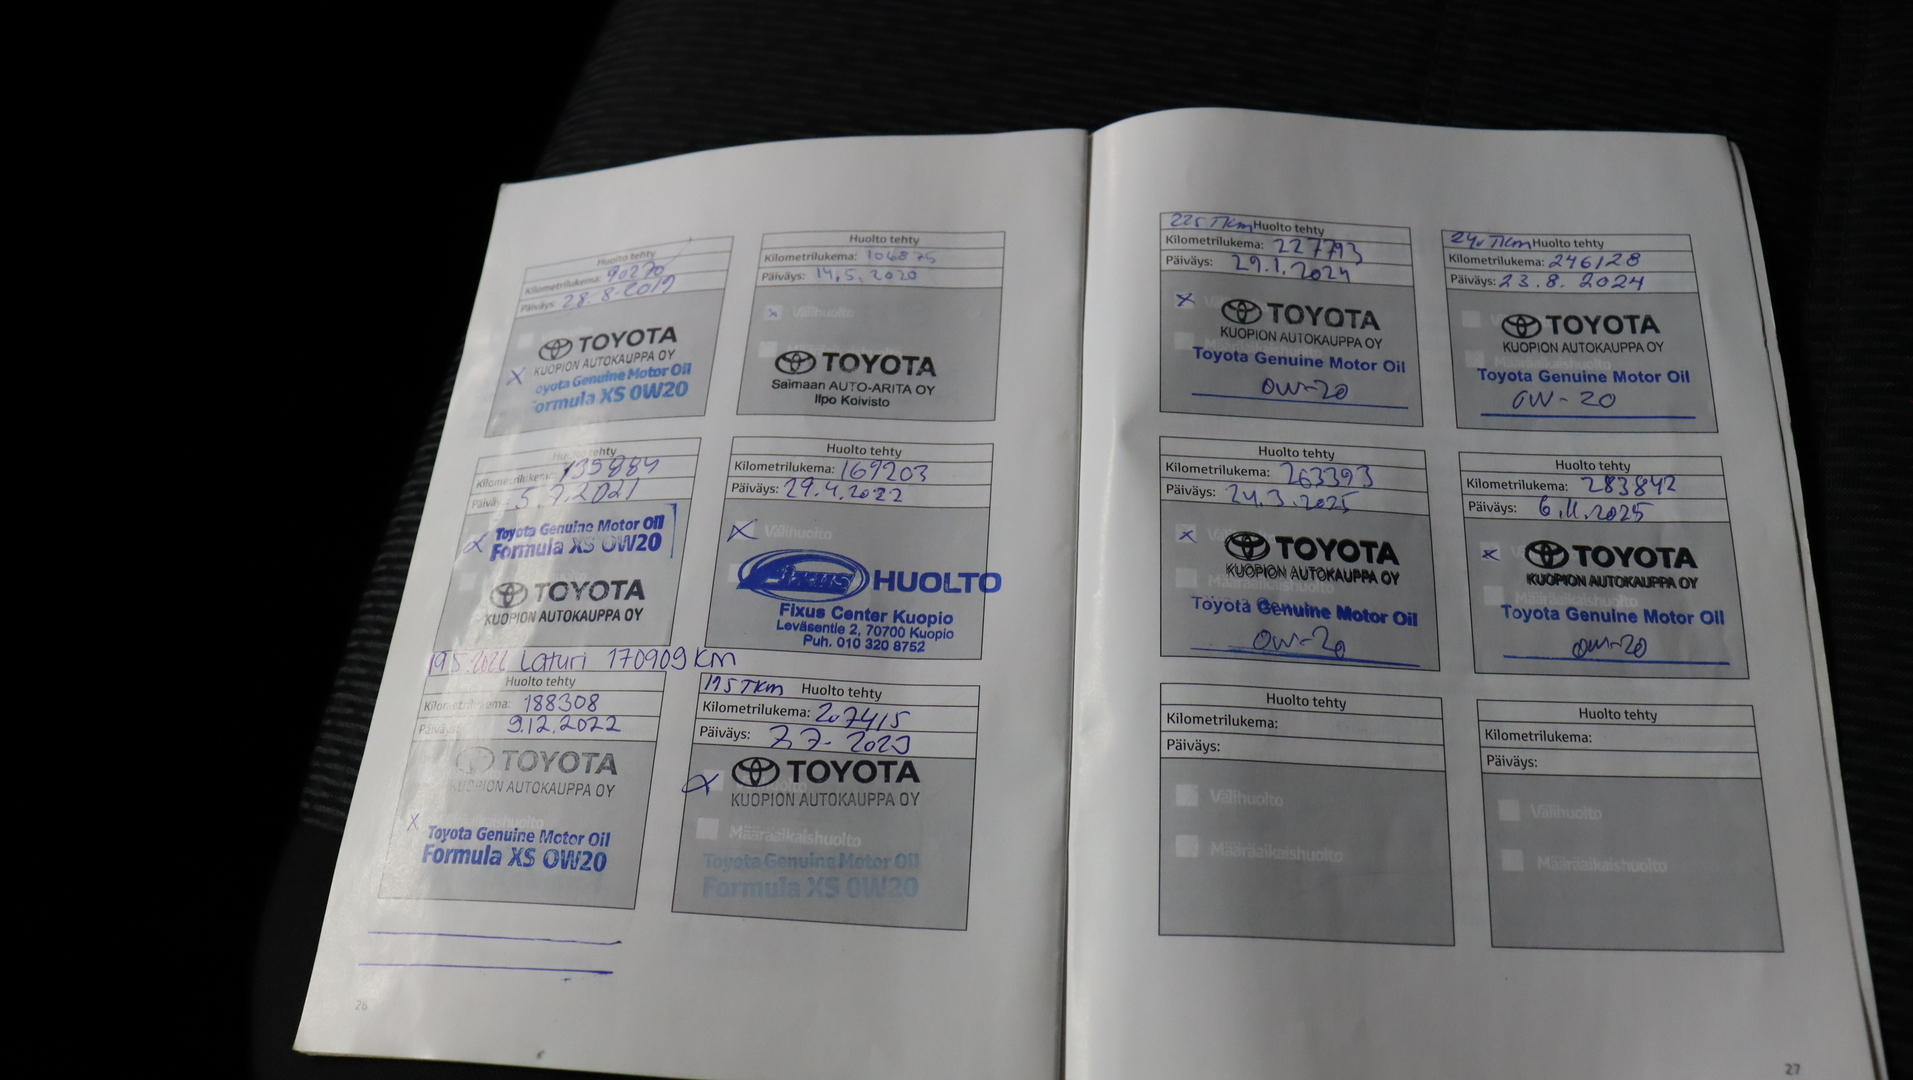 Huolto tehty
Kilometrilukema: 90270
Päiväys: 28.8.2019
TOYOTA
KUOPION AUTOKAUPPA OY
Toyota Genuine Motor Oil
Formula XS 0W20
Huolto tehty
Kilometrilukema: 106875
Päiväys: 14.5.2020
x Välihuolto
TOYOTA
Saimaan AUTO-ARITA OY
Ilpo Koivisto
Huolto tehty
Kilometrilukema: 135884
Päiväys: 5.7.2021
Toyota Genuine Motor Oil
Formula XS 0W20
TOYOTA
KUOPION AUTOKAUPPA OY
Huolto tehty
Kilometrilukema: 169203
Päiväys: 29.4.2022
x Välihuolto
Fixus HUOLTO
Fixus Center Kuopio
Leväsentie 2, 70700 Kuopio
Puh. 010 320 8752
19.5.2022 Laturi 170909 KM
Huolto tehty
Kilometrilukema: 188308
Päiväys: 9.12.2022
TOYOTA
KUOPION AUTOKAUPPA OY
x
Toyota Genuine Motor Oil
Formula XS 0W20
Huolto tehty
Kilometrilukema: 207415
Päiväys: 7.7.2023
TOYOTA
KUOPION AUTOKAUPPA OY
Määräaikaishuolto
Toyota Genuine Motor Oil
Formula XS 0W20
26
225 TKm Huolto tehty
Kilometrilukema: 227793
Päiväys: 29.1.2024
x
TOYOTA
KUOPION AUTOKAUPPA OY
Toyota Genuine Motor Oil
0W-20
240 TKm Huolto tehty
Kilometrilukema: 246128
Päiväys: 23.8.2024
TOYOTA
KUOPION AUTOKAUPPA OY
Määräaikaishuolto
Toyota Genuine Motor Oil
0W-20
Huolto tehty
Kilometrilukema: 263393
Päiväys: 24.3.2025
x
TOYOTA
KUOPION AUTOKAUPPA OY
Toyota Genuine Motor Oil
0W-20
Huolto tehty
Kilometrilukema: 283842
Päiväys: 6.11.2025
x
TOYOTA
KUOPION AUTOKAUPPA OY
Määräaikaishuolto
Toyota Genuine Motor Oil
0W-20
Huolto tehty
Kilometrilukema:
Päiväys:
Välihuolto
Määräaikaishuolto
Huolto tehty
Kilometrilukema:
Päiväys:
Välihuolto
Määräaikaishuolto
27